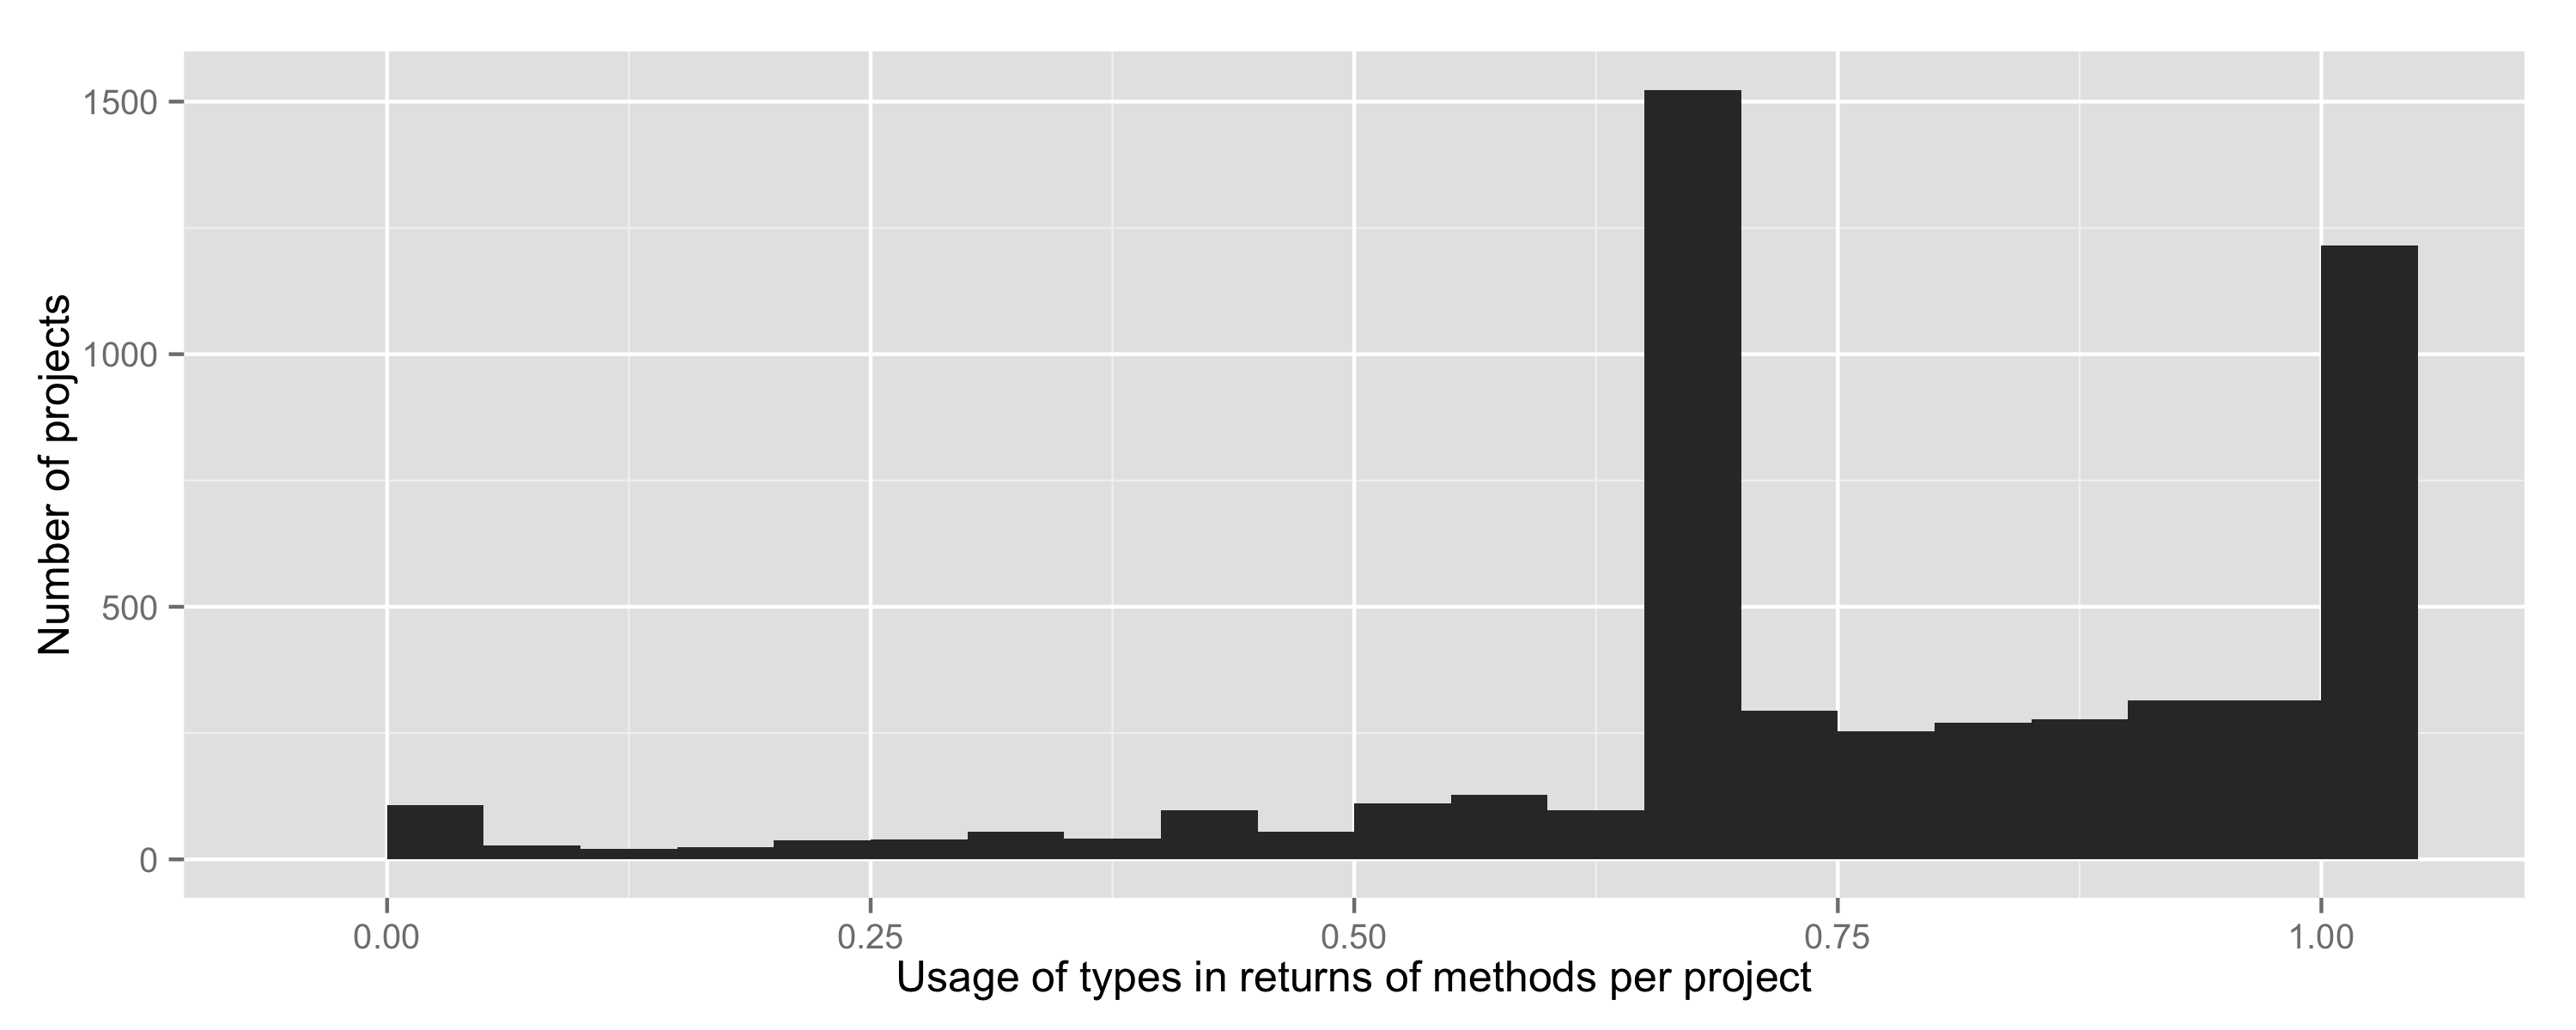 Number of projects
1500
1000
500
0
0.00 0.25 0.50 0.75 1.00
Usage of types in returns of methods per project